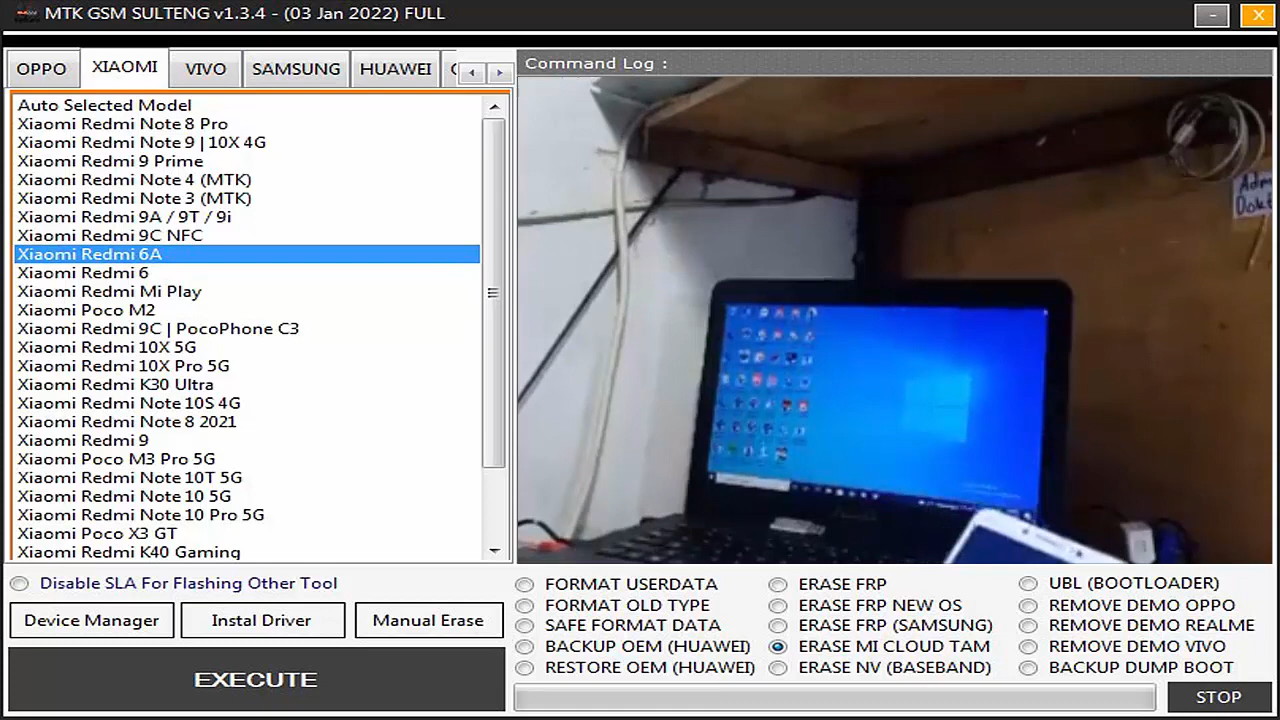 MTK GSM SULTENG v1.3.4 - (03 Jan 2022) FULL
OPPO
XIAOMI
VIVO
SAMSUNG
HUAWEI
Command Log :
Auto Selected Model
Xiaomi Redmi Note 8 Pro
Xiaomi Redmi Note 9 | 10X 4G
Xiaomi Redmi 9 Prime
Xiaomi Redmi Note 4 (MTK)
Xiaomi Redmi Note 3 (MTK)
Xiaomi Redmi 9A / 9T / 9i
Xiaomi Redmi 9C NFC
Xiaomi Redmi 6A
Xiaomi Redmi 6
Xiaomi Redmi Mi Play
Xiaomi Poco M2
Xiaomi Redmi 9C | PocoPhone C3
Xiaomi Redmi 10X 5G
Xiaomi Redmi 10X Pro 5G
Xiaomi Redmi K30 Ultra
Xiaomi Redmi Note 10S 4G
Xiaomi Redmi Note 8 2021
Xiaomi Redmi 9
Xiaomi Poco M3 Pro 5G
Xiaomi Redmi Note 10T 5G
Xiaomi Redmi Note 10 5G
Xiaomi Redmi Note 10 Pro 5G
Xiaomi Poco X3 GT
Xiaomi Redmi K40 Gaming
Disable SLA For Flashing Other Tool
Device Manager
Instal Driver
Manual Erase
EXECUTE
FORMAT USERDATA
FORMAT OLD TYPE
SAFE FORMAT DATA
BACKUP OEM (HUAWEI)
RESTORE OEM (HUAWEI)
ERASE FRP
ERASE FRP NEW OS
ERASE FRP (SAMSUNG)
ERASE MI CLOUD TAM
ERASE NV (BASEBAND)
UBL (BOOTLOADER)
REMOVE DEMO OPPO
REMOVE DEMO REALME
REMOVE DEMO VIVO
BACKUP DUMP BOOT
STOP